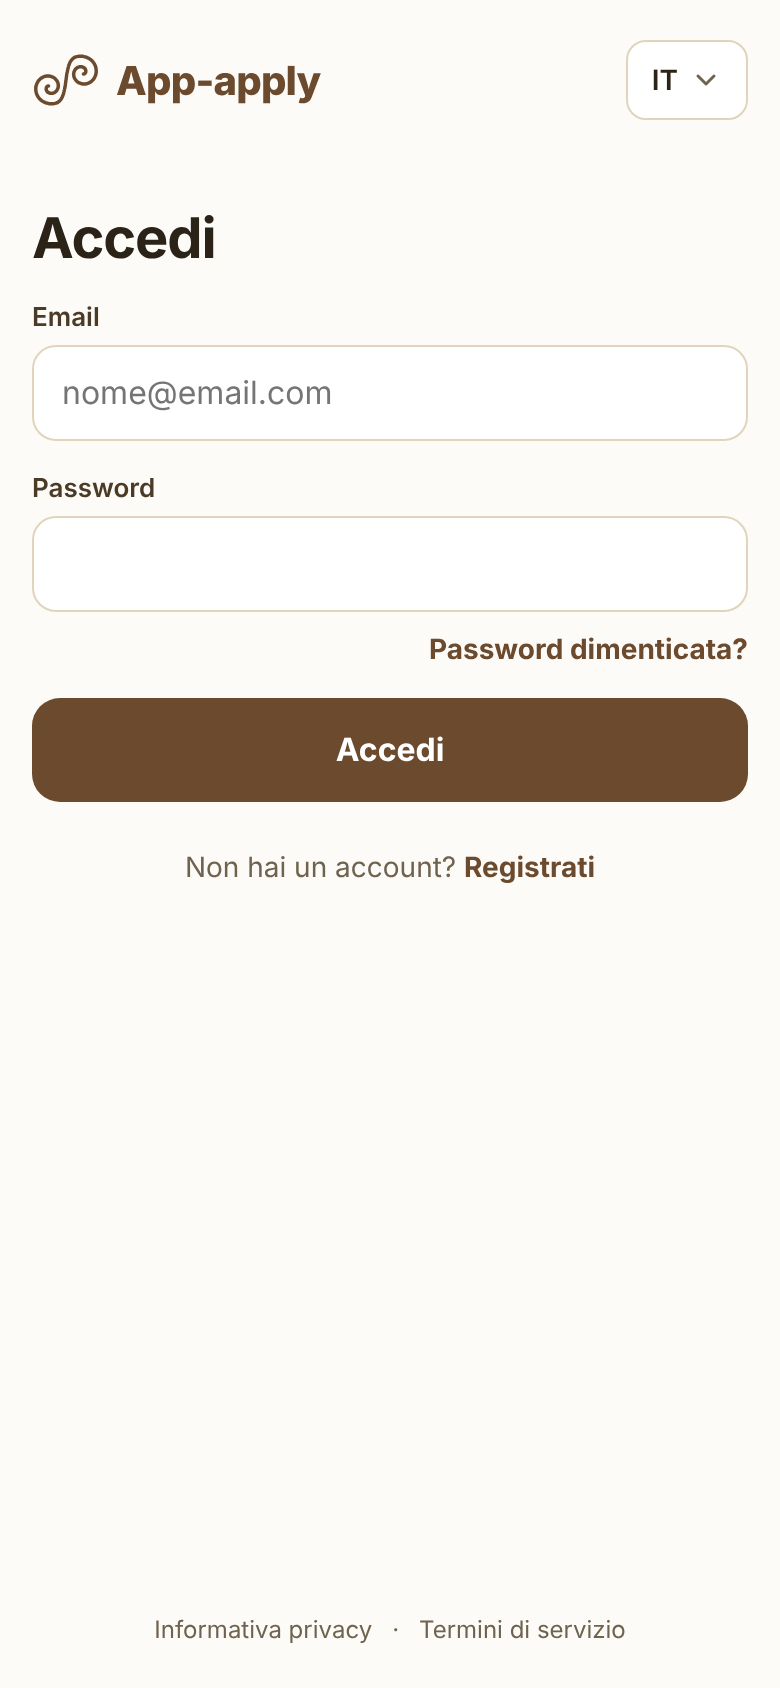 App-apply
IT
Accedi
Email
nome@email.com
Password
Password dimenticata?
Accedi
Non hai un account? Registrati
Informativa privacy · Termini di servizio